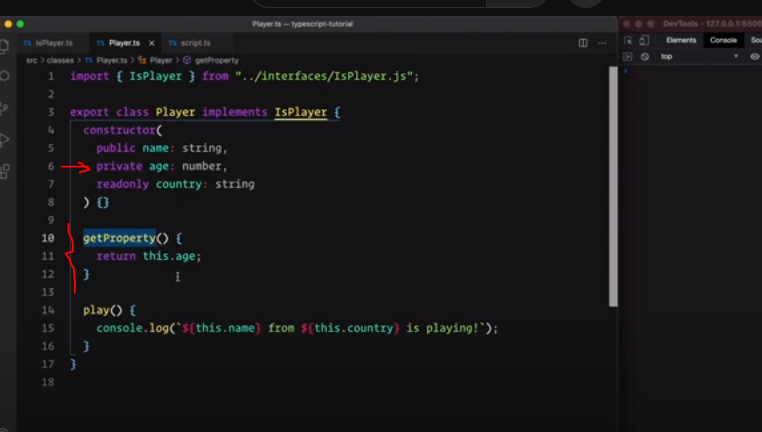 Player.ts — typescript-tutorial
DevTools - 127.0.0.1:5500
TS IsPlayer.ts TS Player.ts × TS script.ts ...
Elements Console Sou
src > classes > TS Player.ts > Player > getProperty
top
1 import { IsPlayer } from "../interfaces/IsPlayer.js";
2
3 export class Player implements IsPlayer {
4 constructor(
5 public name: string,
6 private age: number,
7 readonly country: string
8 ) {}
9
10 getProperty() {
11 return this.age;
12 }
13
14 play() {
15 console.log(`${this.name} from ${this.country} is playing!`);
16 }
17 }
18